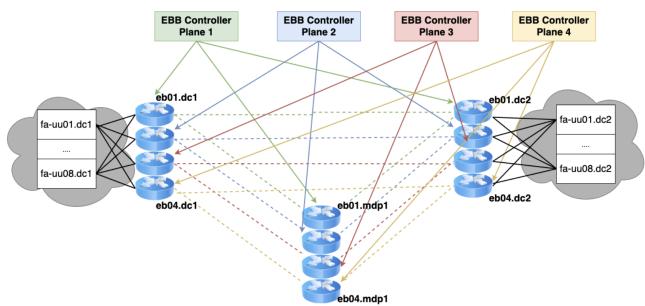 EBB Controller
Plane 1
EBB Controller
Plane 2
EBB Controller
Plane 3
EBB Controller
Plane 4
eb01.dc1
eb01.dc2
fa-uu01.dc1
....
fa-uu08.dc1
fa-uu01.dc2
....
fa-uu08.dc2
eb04.dc1
eb04.dc2
eb01.mdp1
eb04.mdp1